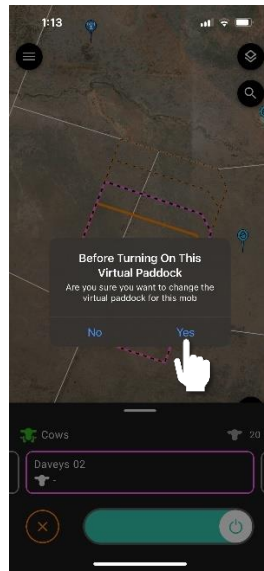 1:13
Before Turning On This
Virtual Paddock
Are you sure you want to change the
virtual paddock for this mob
No
Yes
Cows
20
Daveys 02
-